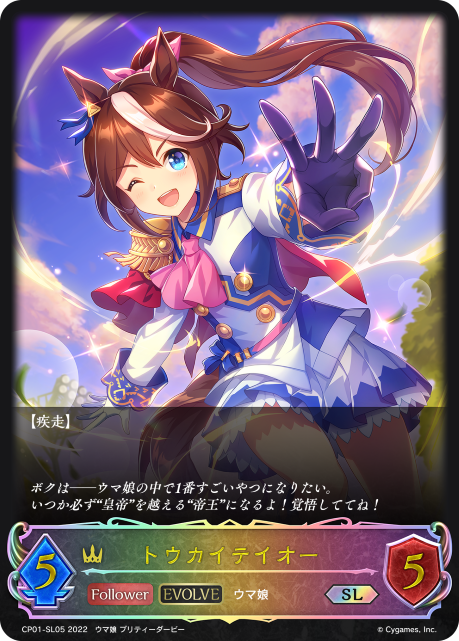 【疾走】
ボクは──ウマ娘の中で1番すごいやつになりたい。
いつか必ず“皇帝”を越える“帝王”になるよ！覚悟しててね！
5 トウカイテイオー 5
Follower EVOLVE ウマ娘 SL
CP01-SL05 2022 ウマ娘 プリティーダービー © Cygames, Inc.